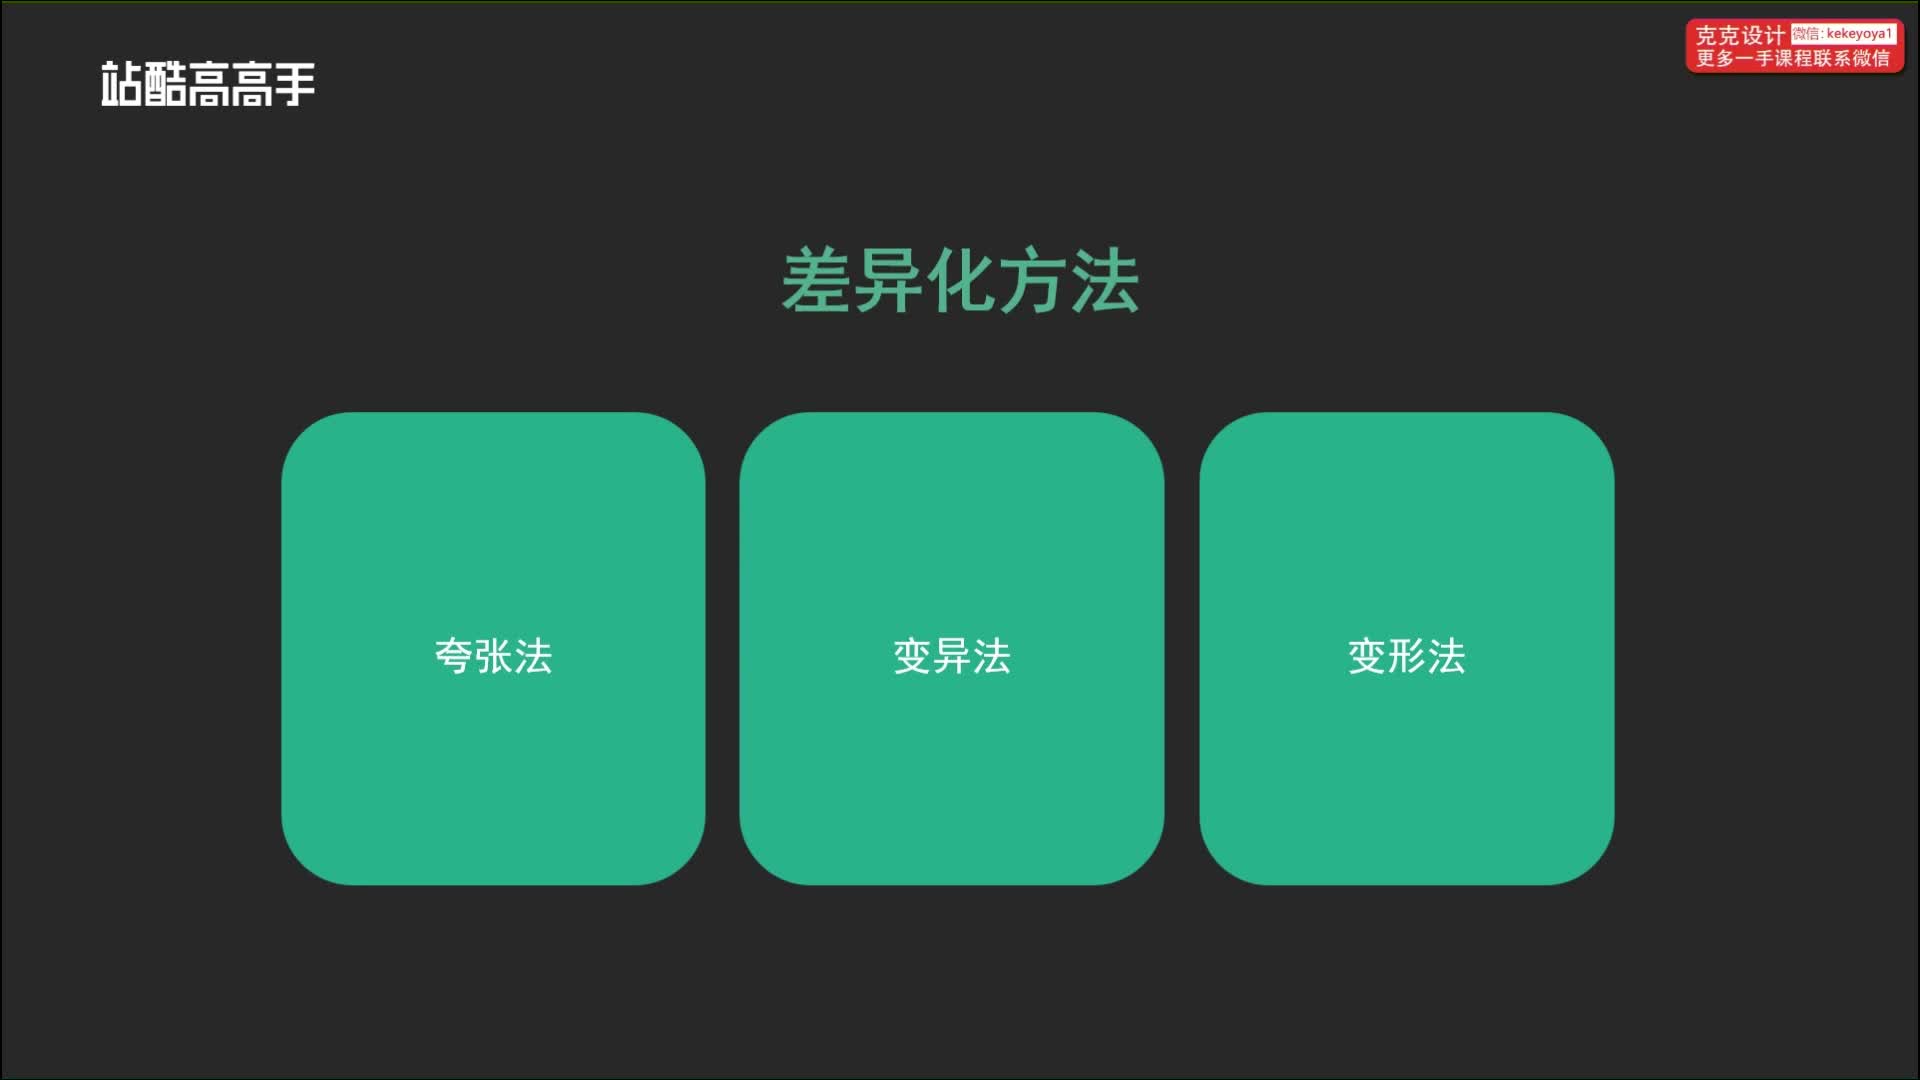 站酷高高手
克克设计 微信:kekeyoya1
更多一手课程联系微信
差异化方法
夸张法
变异法
变形法